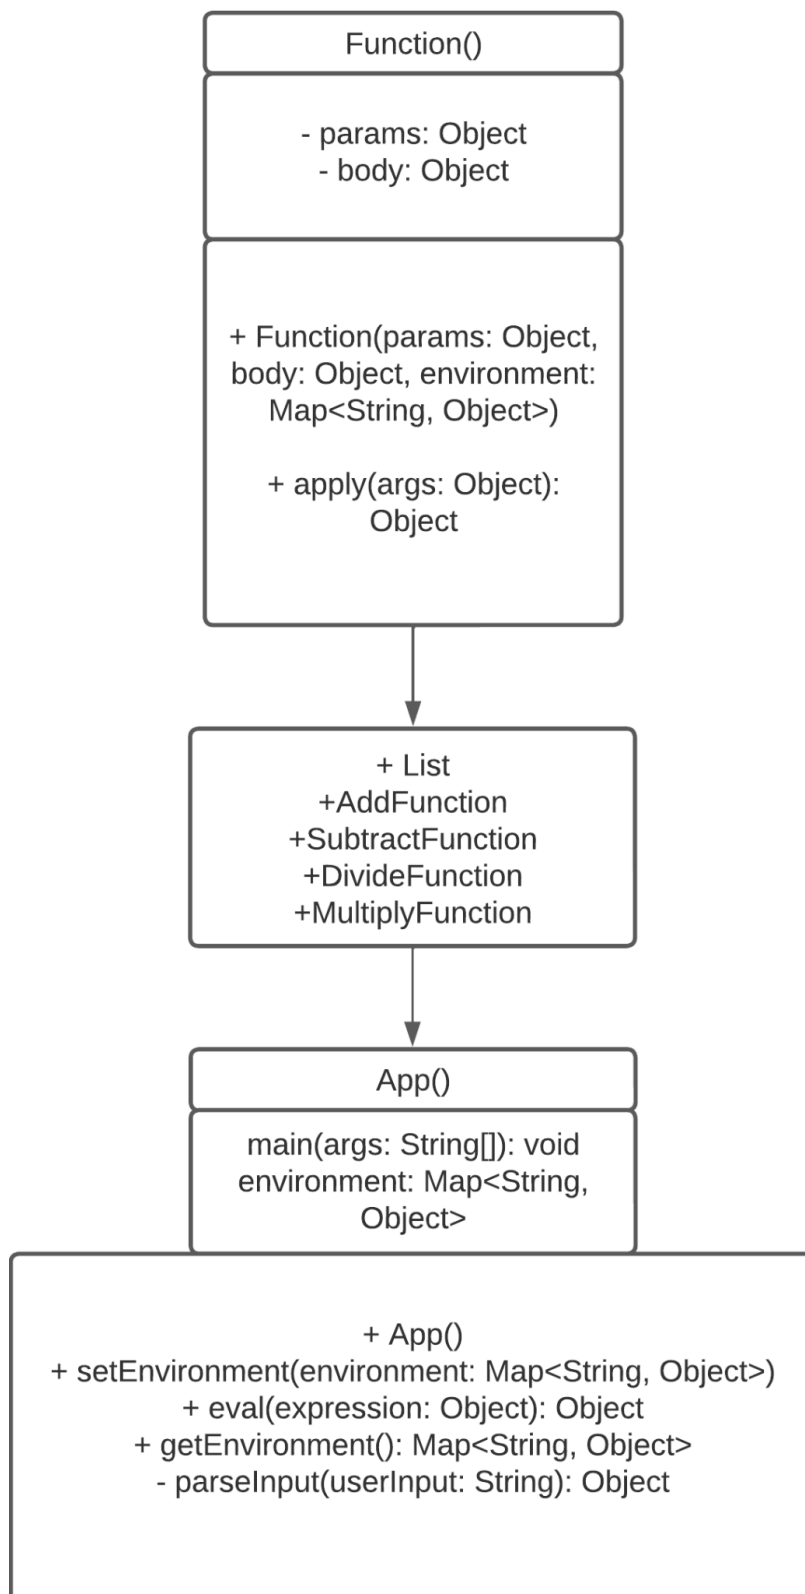 Function()
- params: Object
- body: Object
+ Function(params: Object,
body: Object, environment:
Map<String, Object>)
+ apply(args: Object):
Object
+ List
+AddFunction
+SubtractFunction
+DivideFunction
+MultiplyFunction
App()
main(args: String[]): void
environment: Map<String,
Object>
+ App()
+ setEnvironment(environment: Map<String, Object>)
+ eval(expression: Object): Object
+ getEnvironment(): Map<String, Object>
- parseInput(userInput: String): Object